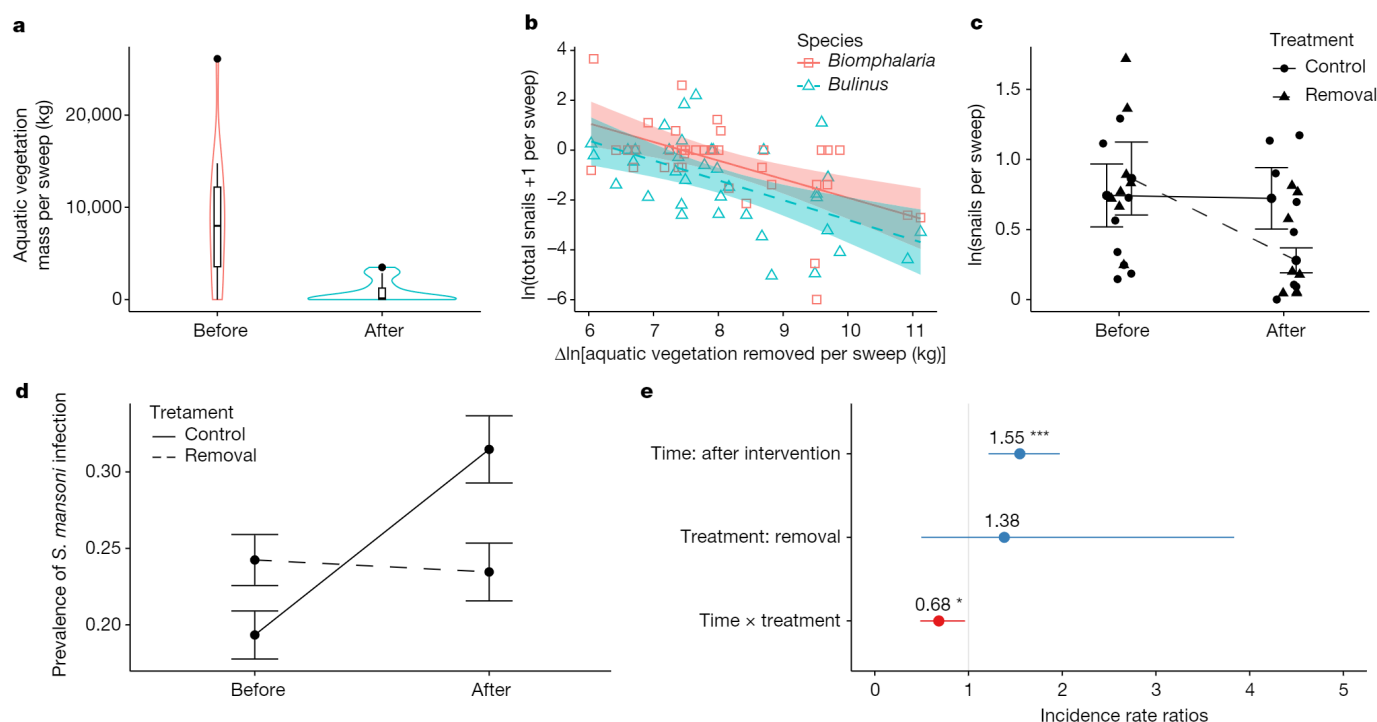 a
Aquatic vegetation
mass per sweep (kg)
20,000
10,000
0
Before
After
b
ln(total snails +1 per sweep)
4
2
0
−2
−4
−6
6
7
8
9
10
11
Δln[aquatic vegetation removed per sweep (kg)]
Species
Biomphalaria
Bulinus
c
ln(snails per sweep)
1.5
1.0
0.5
0
Before
After
Treatment
Control
Removal
d
Prevalence of S. mansoni infection
0.30
0.25
0.20
Tretament
Control
Removal
Before
After
e
Time: after intervention
Treatment: removal
Time × treatment
1.55 ***
1.38
0.68 *
0
1
2
3
4
5
Incidence rate ratios